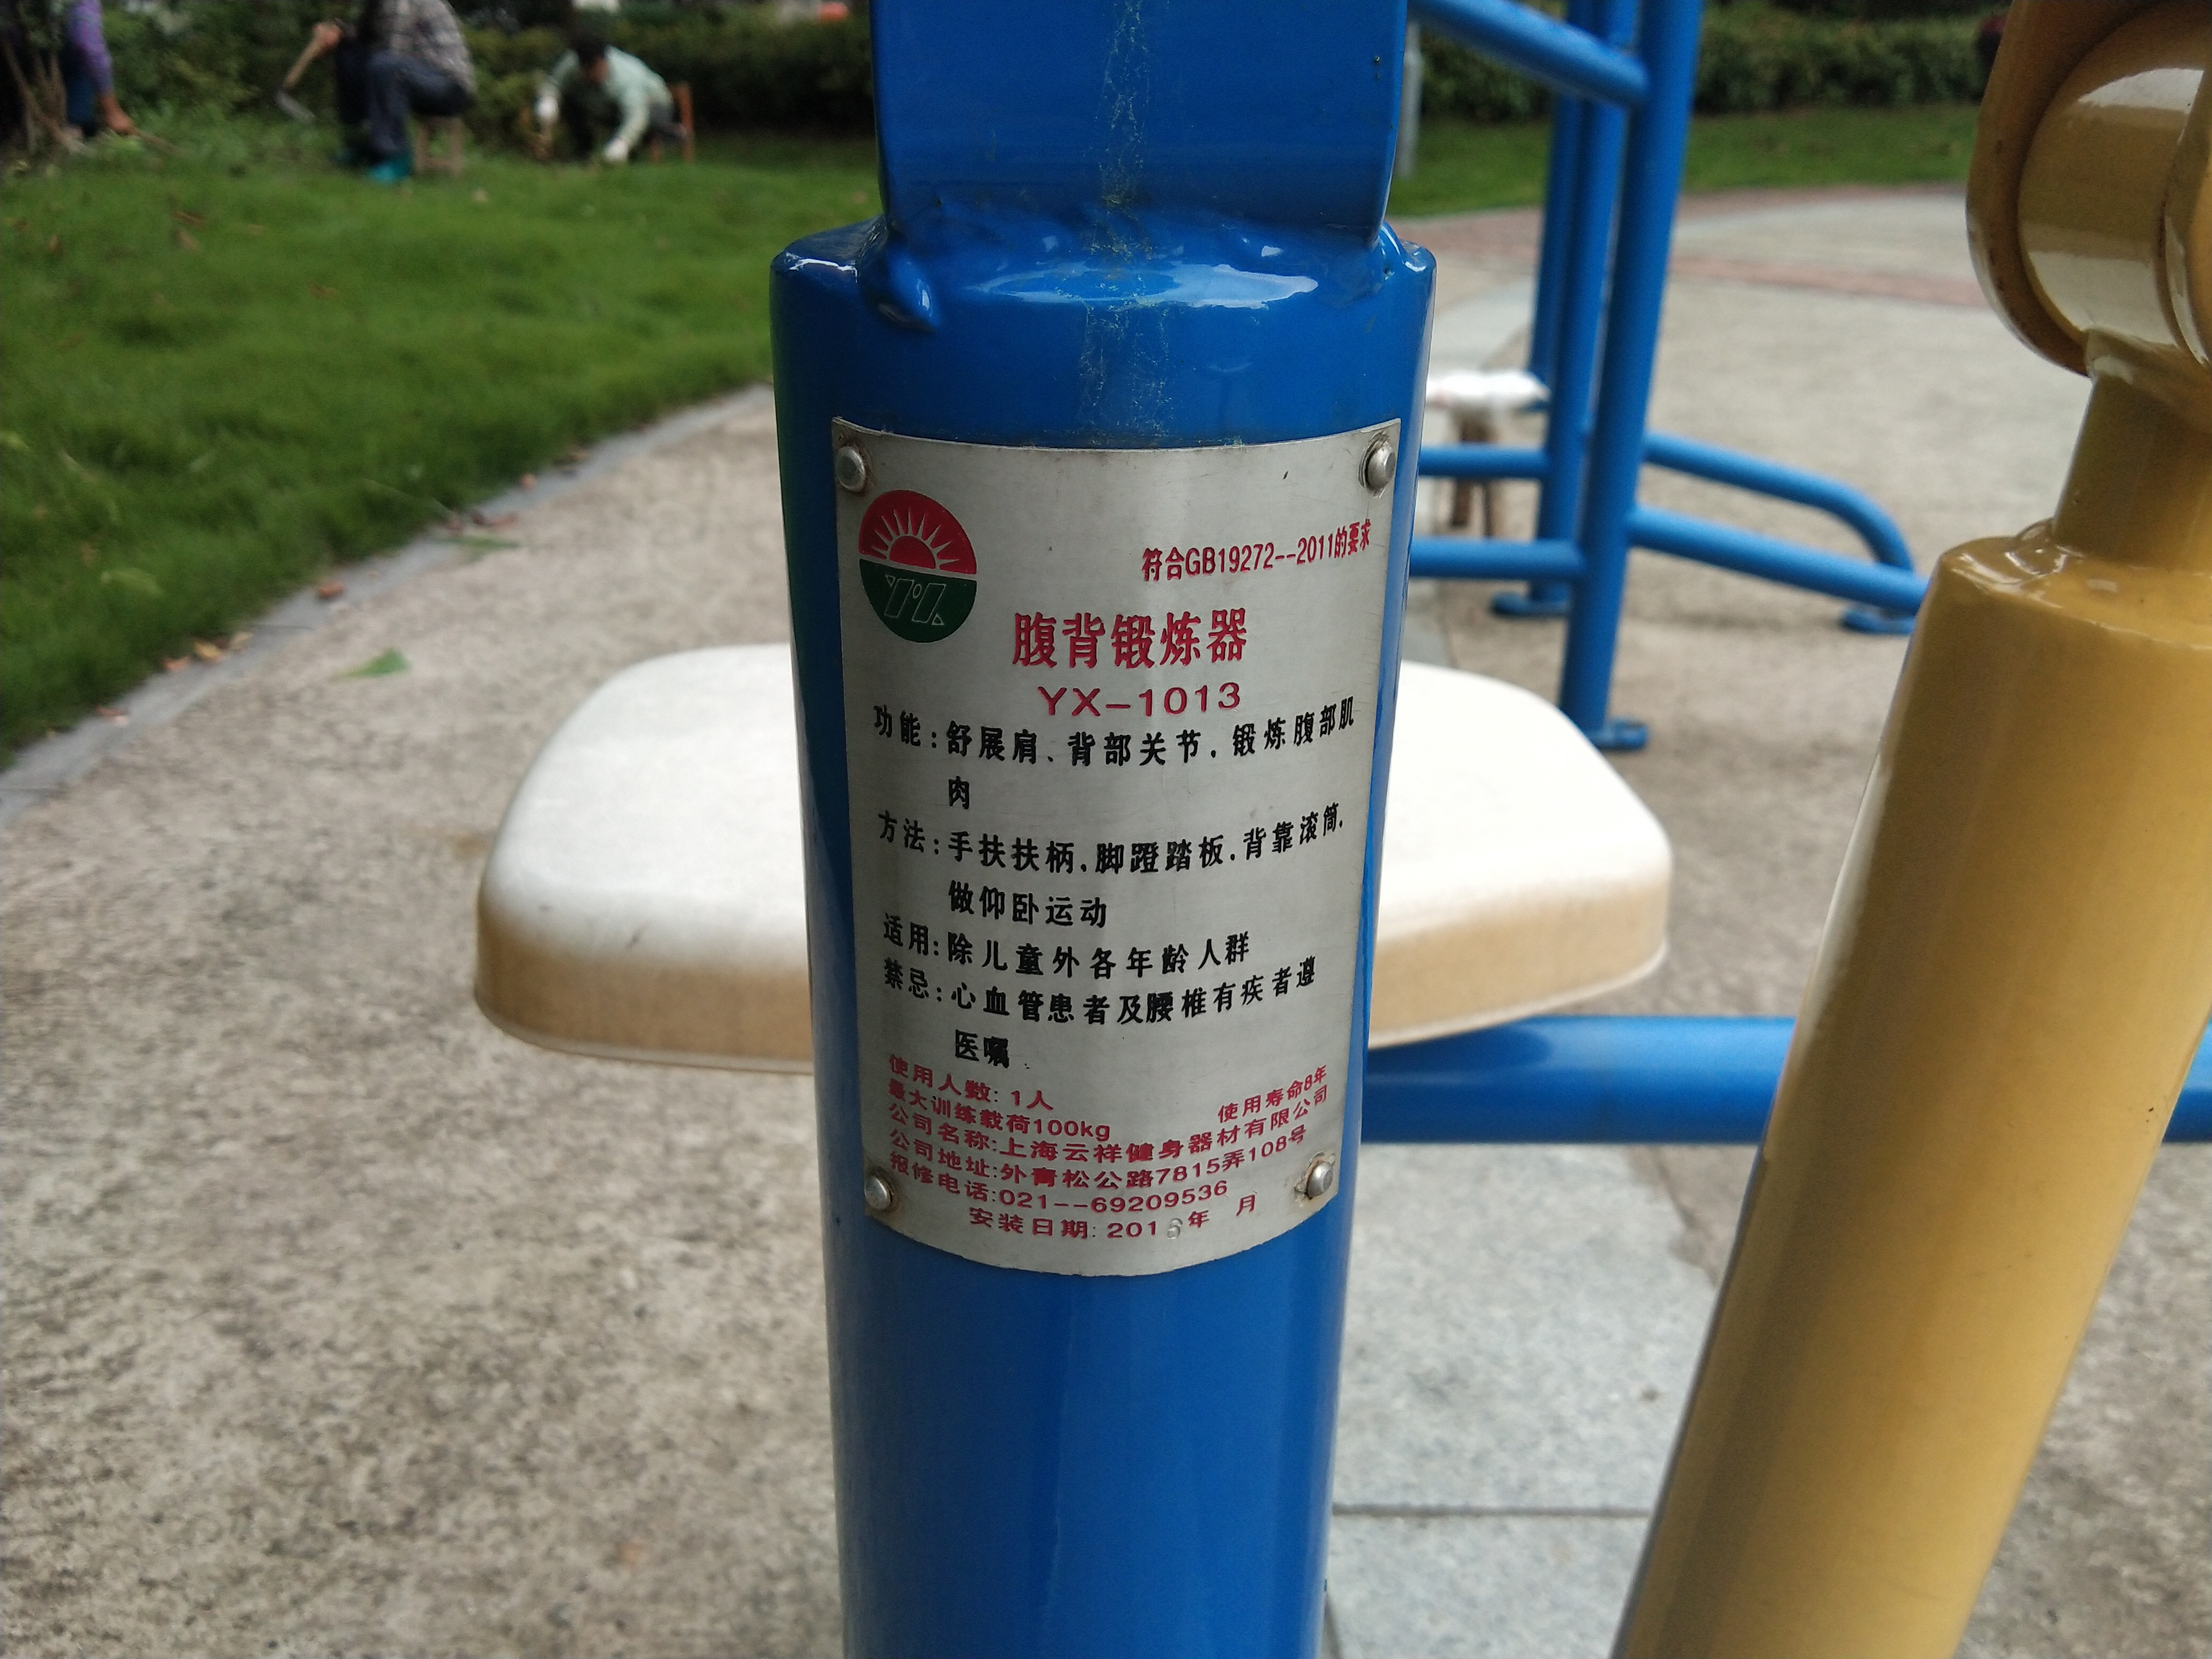 符合GB19272--2011的要求
腹背锻炼器
YX-1013
功能:舒展肩、背部关节.锻炼腹部肌
肉
方法:手扶扶柄.脚蹬踏板.背靠滚筒.
做仰卧运动
适用:除儿童外各年龄人群
禁忌:心血管患者及腰椎有疾者遵
医嘱
使用人数: 1人
最大训练载荷100kg 使用寿命8年
公司名称:上海云祥健身器材有限公司
公司地址:外青松公路7815弄108号
报修电话:021--69209536
安装日期: 201 年 月